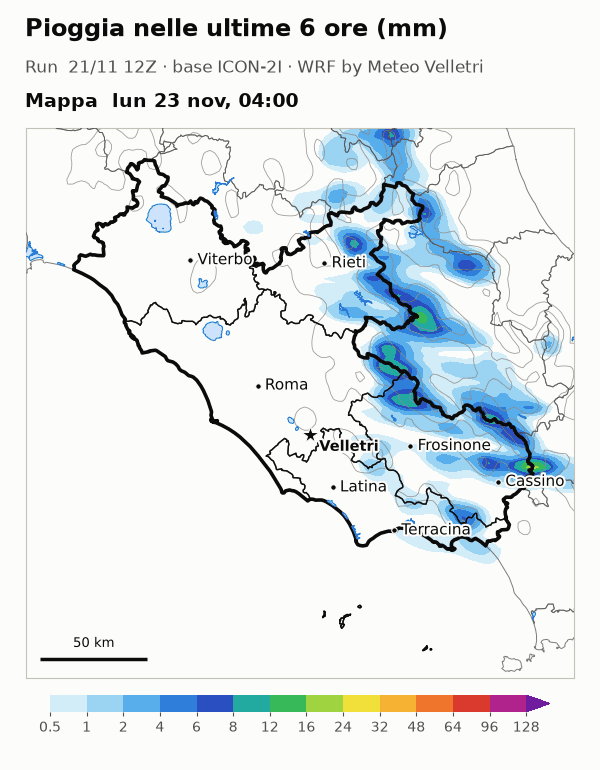 Pioggia nelle ultime 6 ore (mm)
Run  21/11 12Z · base ICON-2I · WRF by Meteo Velletri
Mappa  lun 23 nov, 04:00
Viterbo
Rieti
Roma
Velletri
Frosinone
Cassino
Latina
Terracina
50 km
0.5 1 2 4 6 8 12 16 24 32 48 64 96 128